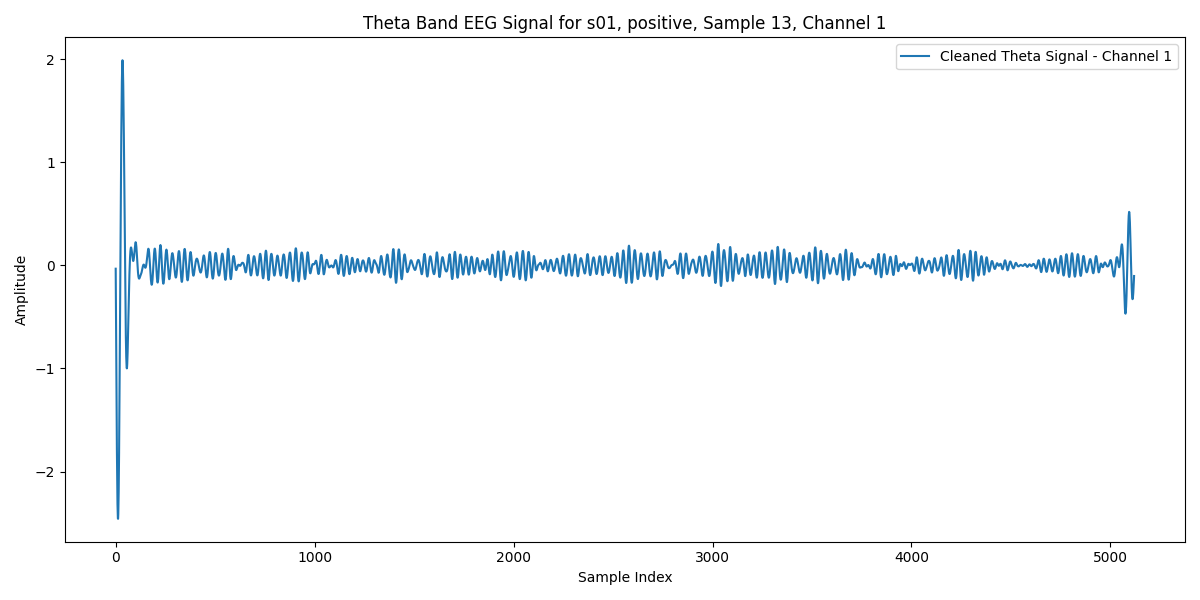 Theta Band EEG Signal for s01, positive, Sample 13, Channel 1
Cleaned Theta Signal - Channel 1
2
1
0
−1
−2
Amplitude
0 1000 2000 3000 4000 5000
Sample Index